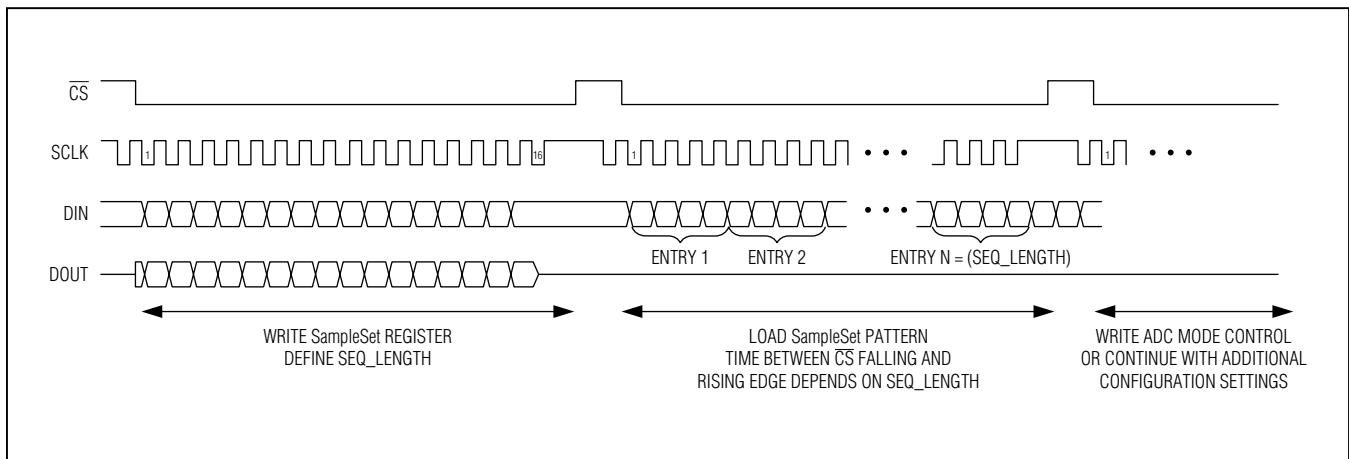 CS
SCLK
1
16
1
1
DIN
ENTRY 1
ENTRY 2
ENTRY N = (SEQ_LENGTH)
DOUT
WRITE SampleSet REGISTER
DEFINE SEQ_LENGTH
LOAD SampleSet PATTERN
TIME BETWEEN CS FALLING AND
RISING EDGE DEPENDS ON SEQ_LENGTH
WRITE ADC MODE CONTROL
OR CONTINUE WITH ADDITIONAL
CONFIGURATION SETTINGS